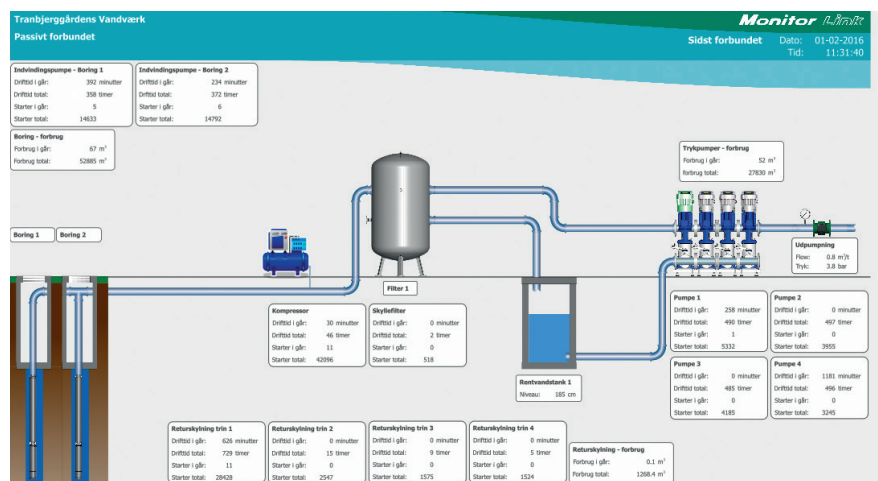 Tranbjerggårdens Vandværk
Passivt forbundet
Monitor Link
Sidst forbundet Dato: 01-02-2016
Tid: 11:31:40
Indvindingspumpe - Boring 1
Drifttid i går: 392 minutter
Drifttid total: 358 timer
Starter i går: 5
Starter total: 14633
Indvindingspumpe - Boring 2
Drifttid i går: 234 minutter
Drifttid total: 372 timer
Starter i går: 6
Starter total: 14792
Boring - forbrug
Forbrug i går: 67 m³
Forbrug total: 52885 m³
Trykpumper - forbrug
Forbrug i går: 52 m³
forbrug total: 27830 m³
Boring 1
Boring 2
Filter 1
Udpumpning
Flow: 0.8 m³/t
Tryk: 3.8 bar
Kompressor
Drifttid i går: 30 minutter
Drifttid total: 46 timer
Starter i går: 11
Starter total: 42096
Skyllefilter
Drifttid i går: 0 minutter
Drifttid total: 2 timer
Starter i går: 0
Starter total: 518
Rentvandstank 1
Niveau: 185 cm
Pumpe 1
Drifttid i går: 258 minutter
Drifttid total: 490 timer
Starter i går: 1
Starter total: 5332
Pumpe 2
Drifttid i går: 0 minutter
Drifttid total: 497 timer
Starter i går: 0
Starter total: 3955
Pumpe 3
Drifttid i går: 0 minutter
Drifttid total: 485 timer
Starter i går: 0
Starter total: 4185
Pumpe 4
Drifttid i går: 1181 minutter
Drifttid total: 496 timer
Starter i går: 0
Starter total: 3245
Returskylning trin 1
Drifttid i går: 626 minutter
Drifttid total: 729 timer
Starter i går: 11
Starter total: 28428
Returskylning trin 2
Drifttid i går: 0 minutter
Drifttid total: 15 timer
Starter i går: 0
Starter total: 2547
Returskylning trin 3
Drifttid i går: 0 minutter
Drifttid total: 9 timer
Starter i går: 0
Starter total: 1575
Returskylning trin 4
Drifttid i går: 0 minutter
Drifttid total: 5 timer
Starter i går: 0
Starter total: 1524
Returskylning - forbrug
Forbrug i går: 0.1 m³
Forbrug total: 1268.4 m³